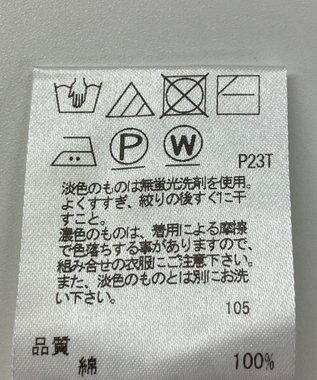 P W P23T
淡色のものは無蛍光洗剤を使用。
よくすすぎ、絞りの後すぐに干
すこと。
濃色のものは、着用による摩擦
で色落ちする事がありますので、
組み合せの衣服にご注意下さい。
また、淡色のものとは別にお洗
い下さい。
105
品質
綿 100%